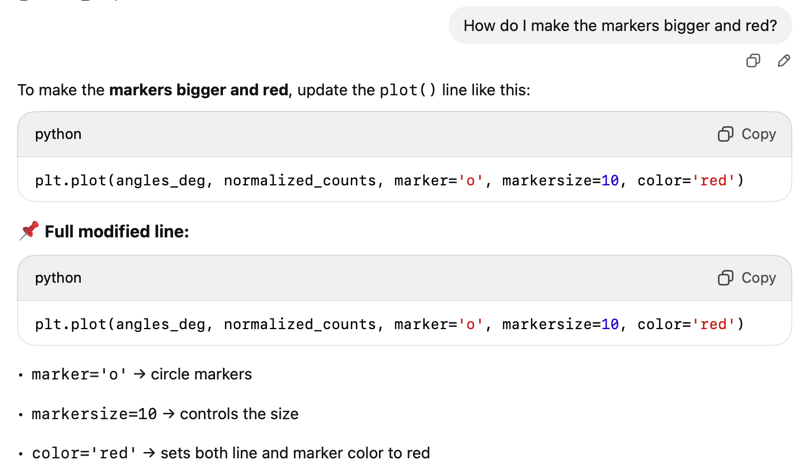 How do I make the markers bigger and red?
To make the markers bigger and red, update the plot() line like this:
python
Copy
plt.plot(angles_deg, normalized_counts, marker='o', markersize=10, color='red')
📌 Full modified line:
python
Copy
plt.plot(angles_deg, normalized_counts, marker='o', markersize=10, color='red')
• marker='o' → circle markers
• markersize=10 → controls the size
• color='red' → sets both line and marker color to red